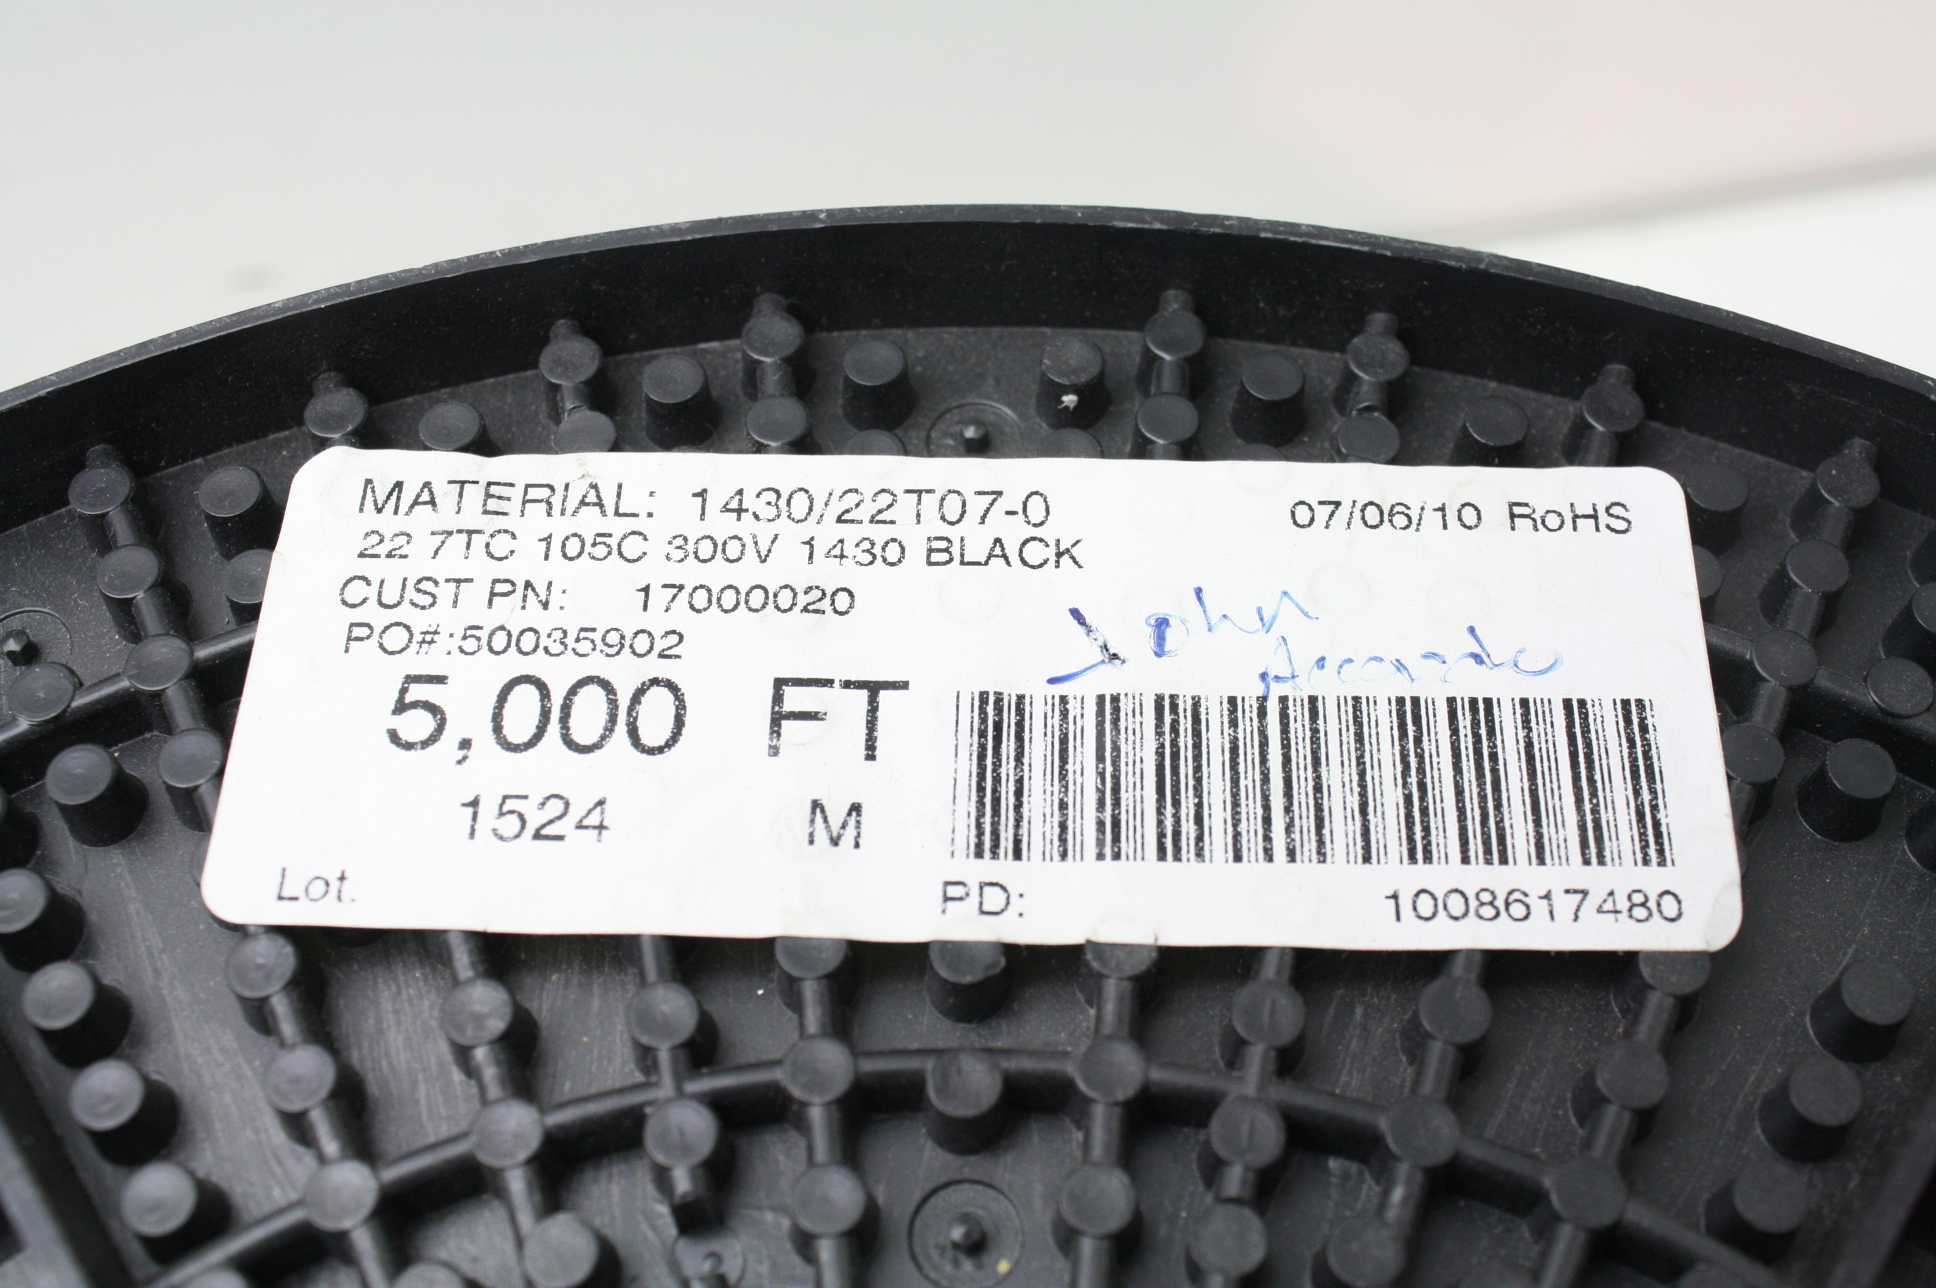 MATERIAL: 1430/22T07-0
07/06/10 RoHS
22 7TC 105C 300V 1430 BLACK
CUST PN: 17000020
PO#:50035902
John
5,000 FT
1524 M
Lot.
PD: 1008617480